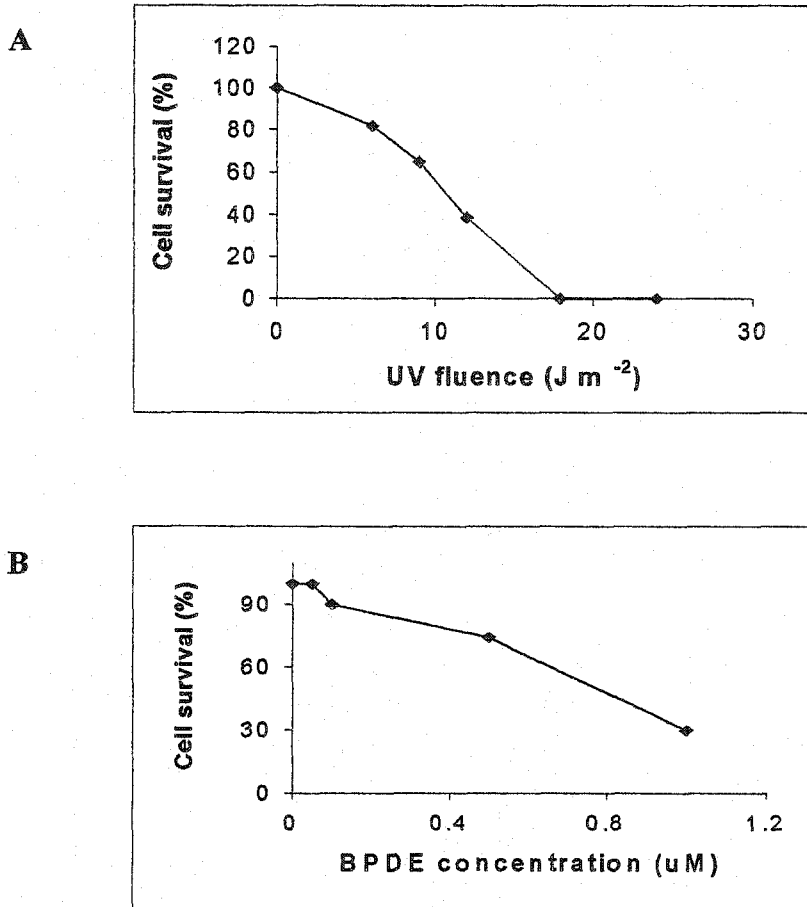 A
120
100
80
60
40
20
0
0 10 20 30
Cell survival (%)
UV fluence (J m -2)
B
90
60
30
0
0 0.4 0.8 1.2
Cell survival (%)
BPDE concentration (uM)